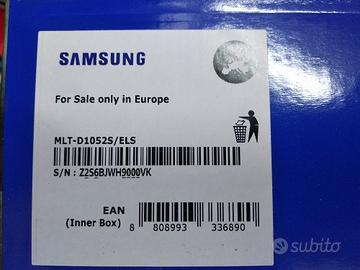 SAMSUNG
For Sale only in Europe
MLT-D1052S/ELS
S/N : Z2S6BJWH9000VK
EAN
(Inner Box)
8 808993 336890
subito